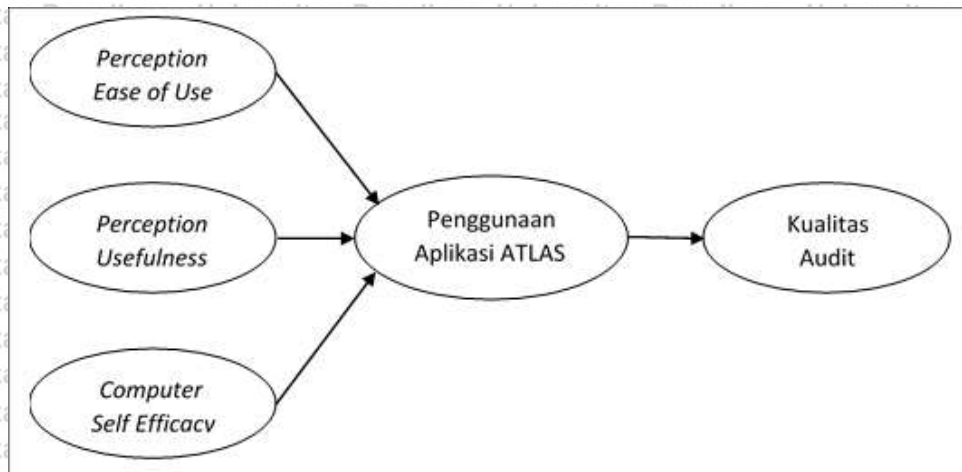 Perception
Ease of Use
Perception
Usefulness
Computer
Self Efficacy
Penggunaan
Aplikasi ATLAS
Kualitas
Audit